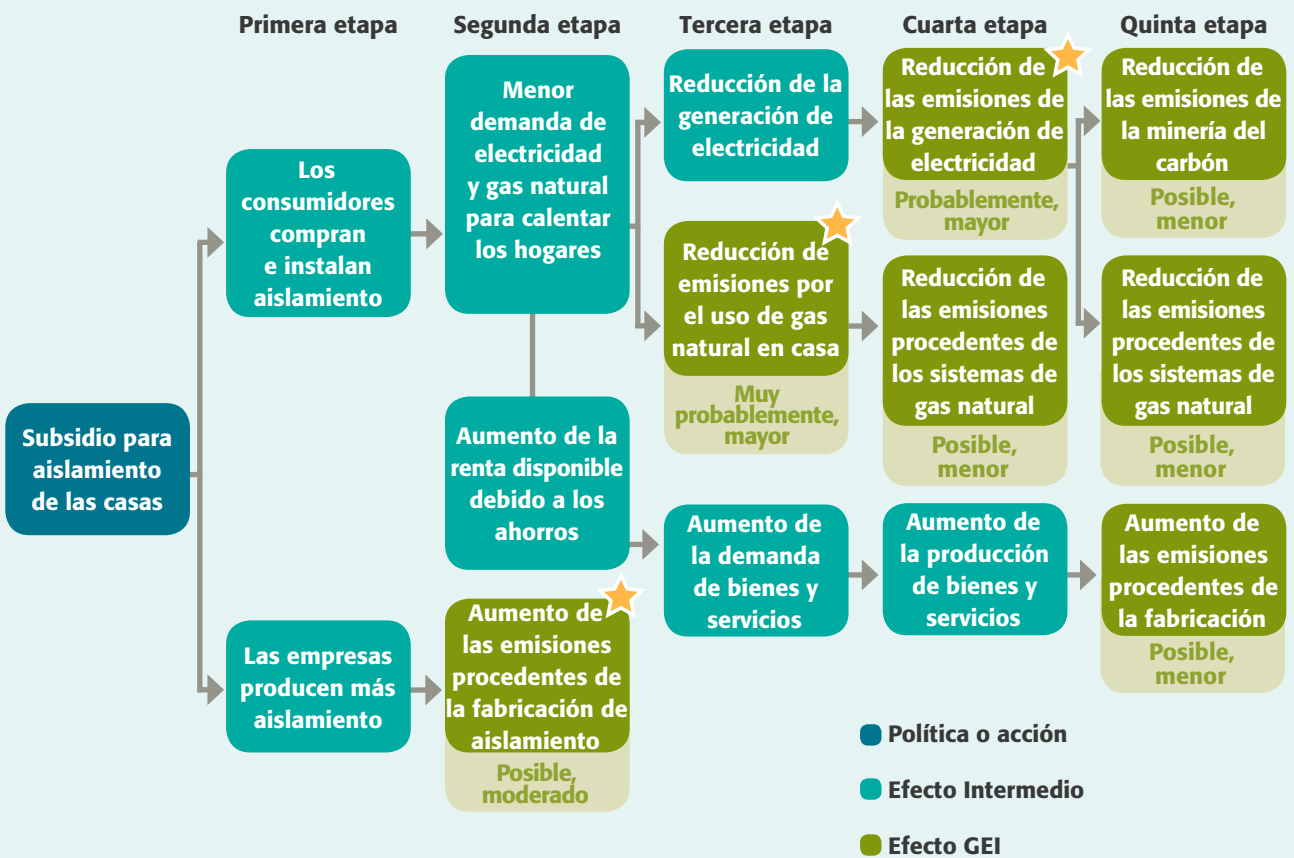 Primera etapa
Segunda etapa
Tercera etapa
Cuarta etapa
Quinta etapa
Subsidio para
aislamiento
de las casas
Los
consumidores
compran
e instalan
aislamiento
Las empresas
producen más
aislamiento
Menor
demanda de
electricidad
y gas natural
para calentar
los hogares
Aumento de la
renta disponible
debido a los
ahorros
Aumento de
las emisiones
procedentes de
la fabricación de
aislamiento
Posible,
moderado
Reducción de la
generación de
electricidad
Reducción de
emisiones por
el uso de gas
natural en casa
Muy
probablemente,
mayor
Aumento de
la demanda
de bienes y
servicios
Reducción de
las emisiones de
la generación de
electricidad
Probablemente,
mayor
Reducción de
las emisiones
procedentes de
los sistemas de
gas natural
Posible,
menor
Aumento de
la producción
de bienes y
servicios
Reducción de
las emisiones de
la minería del
carbón
Posible,
menor
Reducción de
las emisiones
procedentes de
los sistemas de
gas natural
Posible,
menor
Aumento de
las emisiones
procedentes de
la fabricación
Posible,
menor
Política o acción
Efecto Intermedio
Efecto GEI